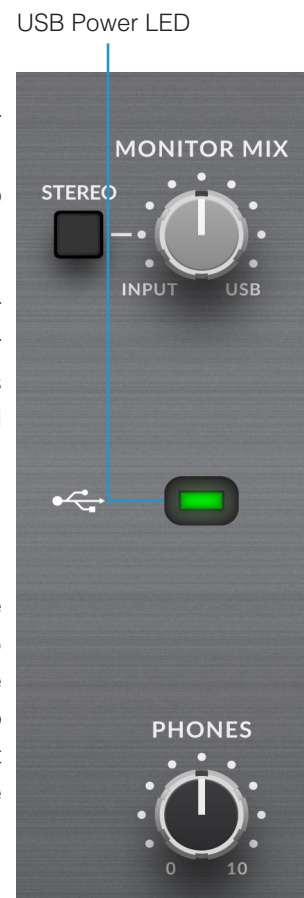 USB Power LED
MONITOR MIX
STEREO
INPUT USB
PHONES
0 10